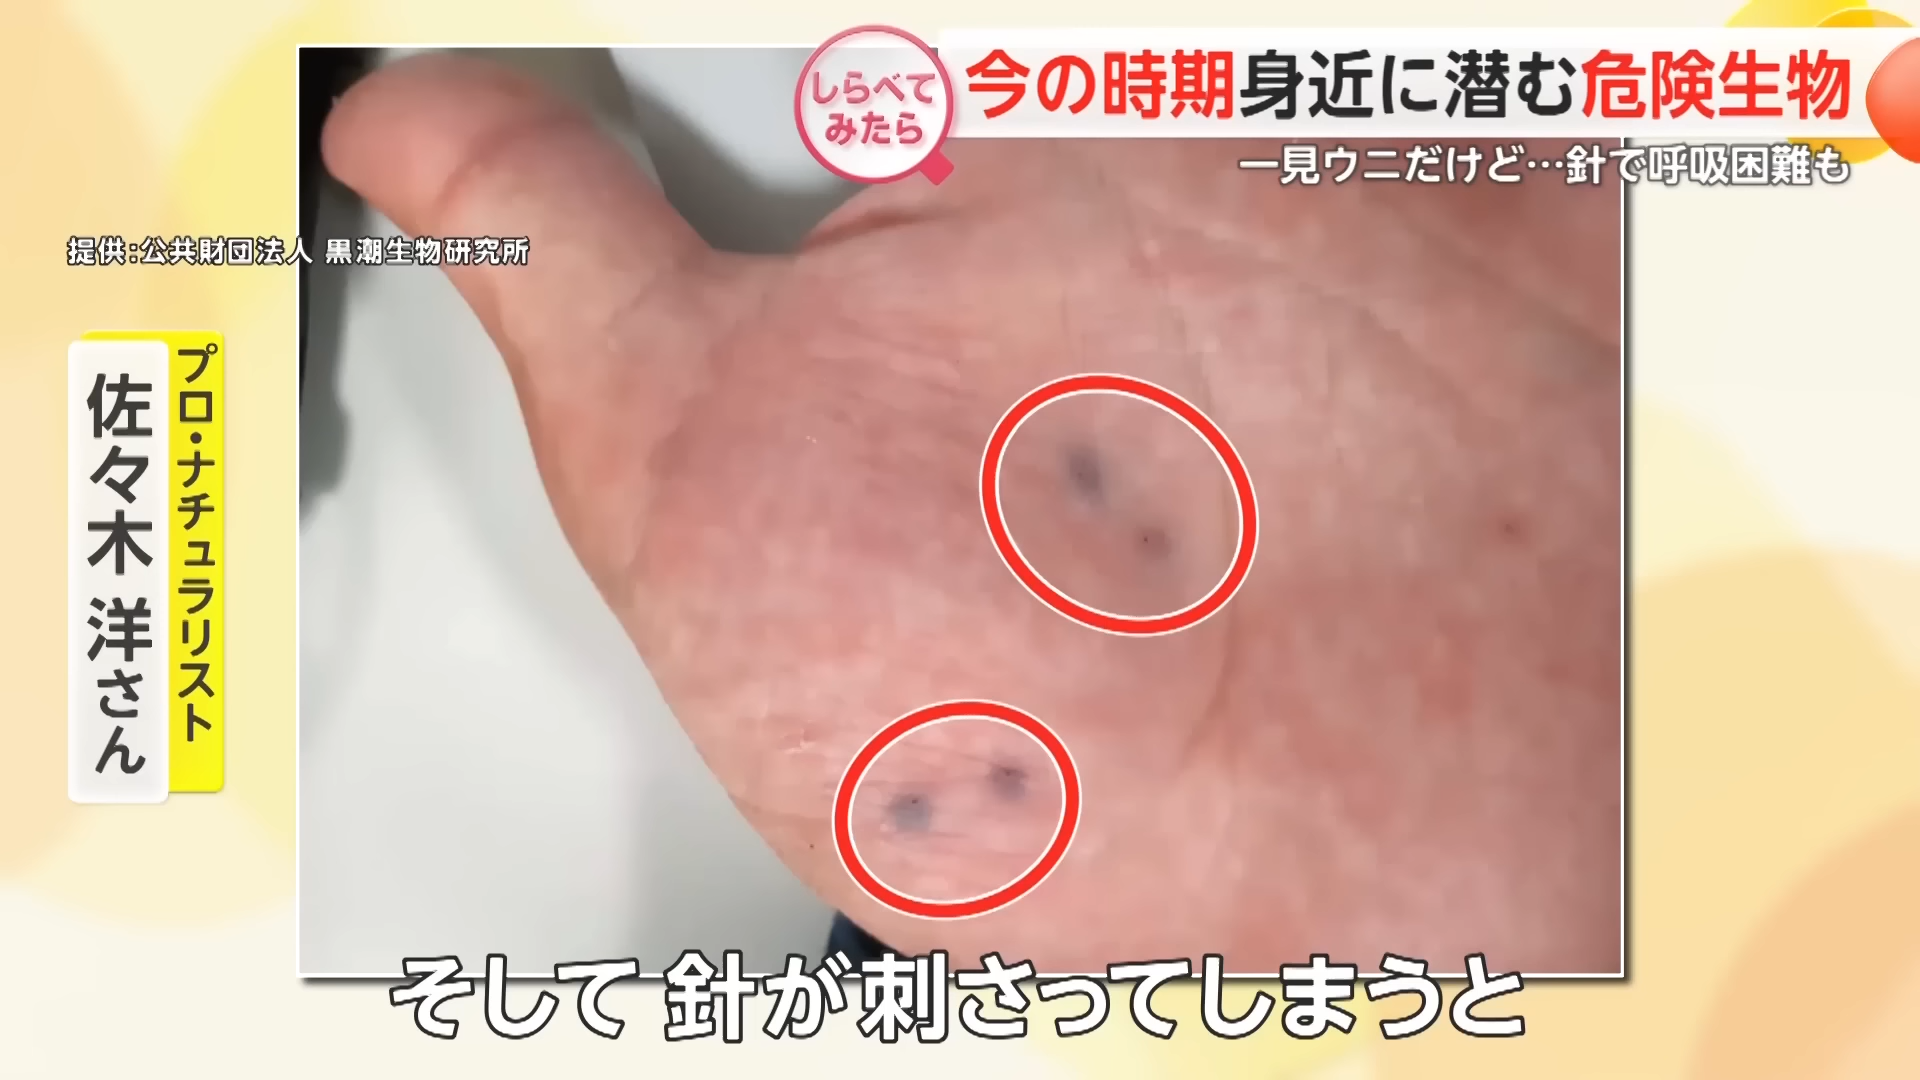 しらべて
みたら
今の時期身近に潜む危険生物
一見ウニだけど…針で呼吸困難も
提供:公共財団法人 黒潮生物研究所
プロ・ナチュラリスト
佐々木 洋さん
そして 針が刺さってしまうと